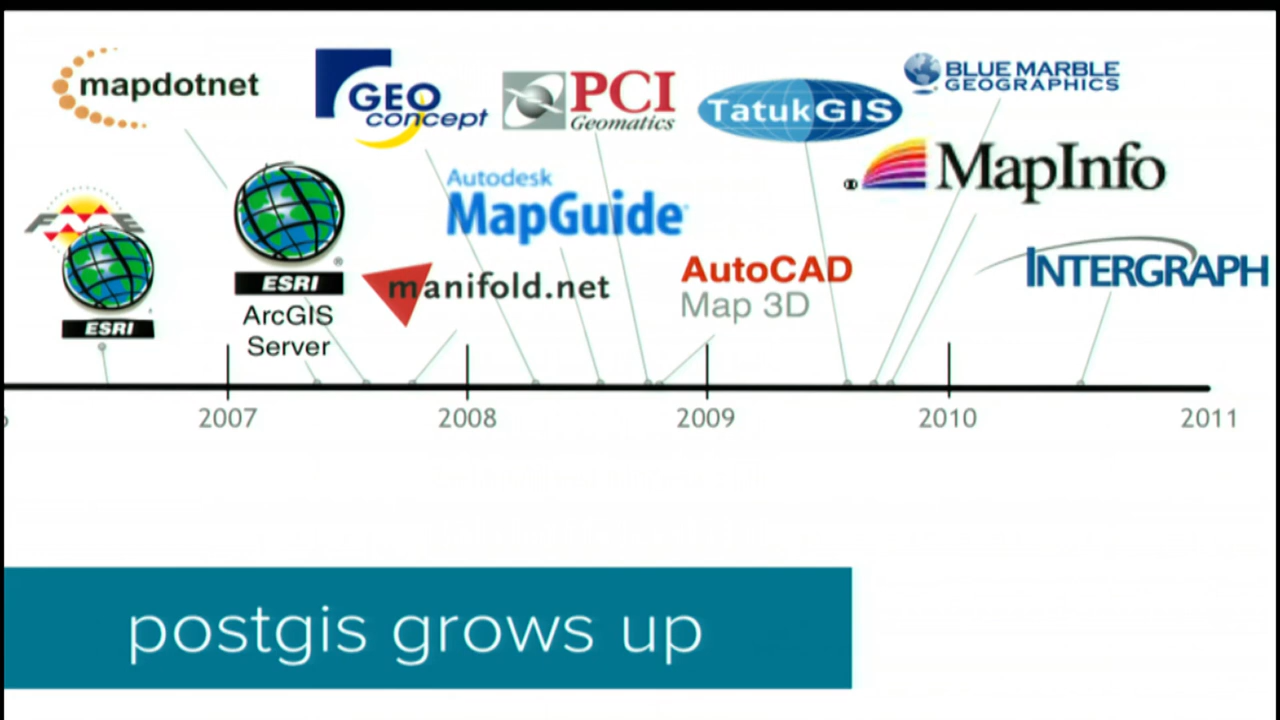 mapdotnet
GEO
concept
PCI
Geomatics
TatukGIS
BLUE MARBLE
GEOGRAPHICS
MapInfo
Autodesk
MapGuide
FME
ESRI
ESRI
ArcGIS
Server
manifold.net
AutoCAD
Map 3D
INTERGRAPH
2007
2008
2009
2010
2011
postgis grows up